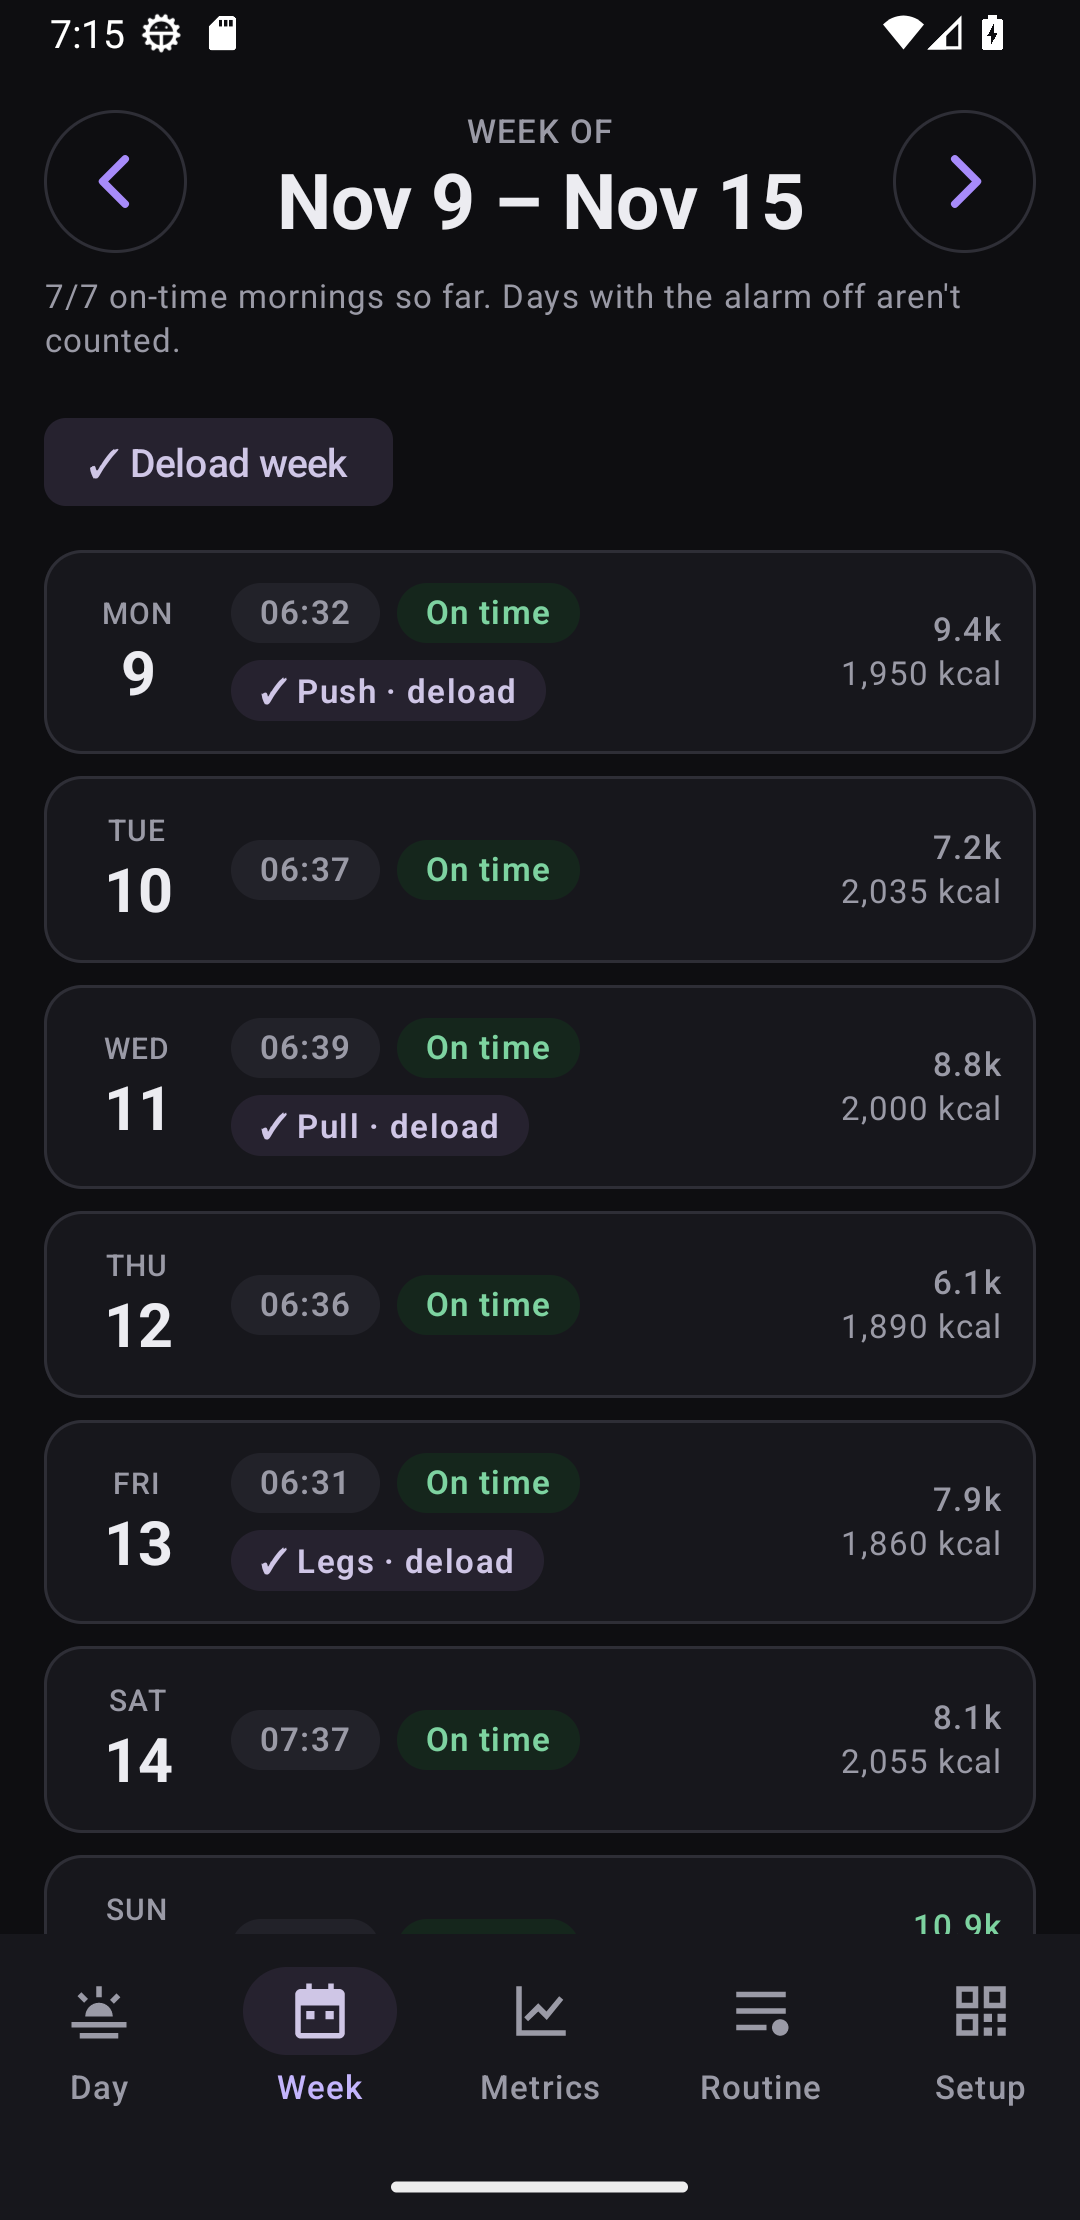 7:15
WEEK OF
Nov 9 – Nov 15
7/7 on-time mornings so far. Days with the alarm off aren't
counted.
✓ Deload week
MON
9
06:32 On time
✓ Push · deload
9.4k
1,950 kcal
TUE
10
06:37 On time
7.2k
2,035 kcal
WED
11
06:39 On time
✓ Pull · deload
8.8k
2,000 kcal
THU
12
06:36 On time
6.1k
1,890 kcal
FRI
13
06:31 On time
✓ Legs · deload
7.9k
1,860 kcal
SAT
14
07:37 On time
8.1k
2,055 kcal
SUN
10.9k
Day Week Metrics Routine Setup